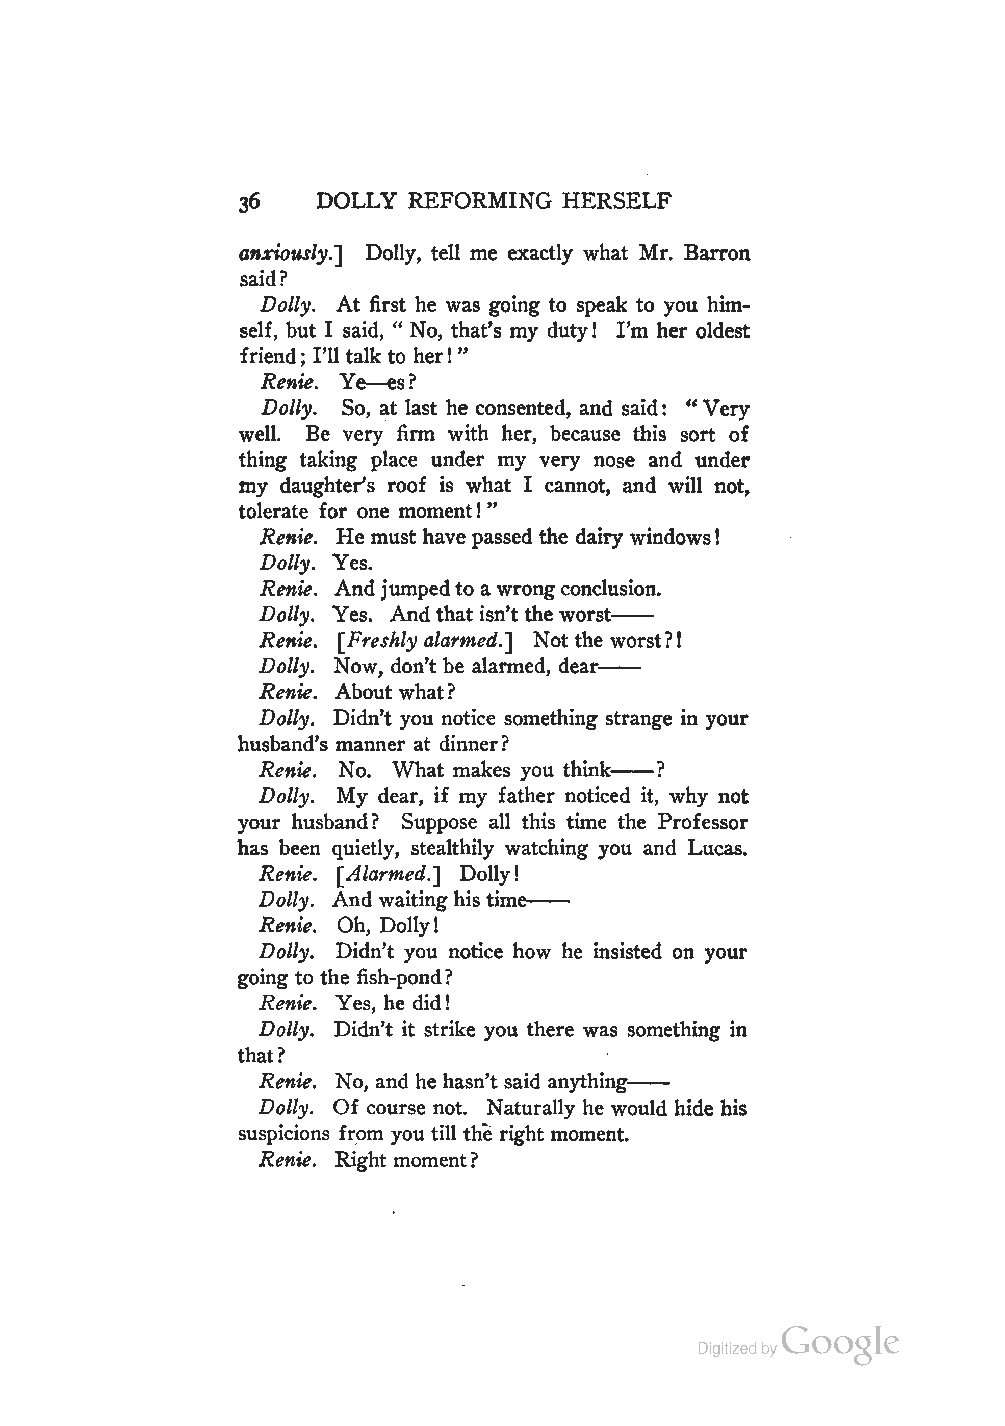 36 DOLLY REFORMING HERSELF
anxiously.] Dolly, tell me exactly what Mr. Barron
said?
Dolly. At first he was going to speak to you him-
self, but I said, “ No, that’s my duty! I’m her oldest
friend; I’ll talk to her!”
Renie. Ye—es?
Dolly. So, at last he consented, and said: “Very
well. Be very firm with her, because this sort of
thing taking place under my very nose and under
my daughter’s roof is what I cannot, and will not,
tolerate for one moment!”
Renie. He must have passed the dairy windows!
Dolly. Yes.
Renie. And jumped to a wrong conclusion.
Dolly. Yes. And that isn’t the worst——
Renie. [Freshly alarmed.] Not the worst?!
Dolly. Now, don’t be alarmed, dear——
Renie. About what?
Dolly. Didn’t you notice something strange in your
husband’s manner at dinner?
Renie. No. What makes you think——?
Dolly. My dear, if my father noticed it, why not
your husband? Suppose all this time the Professor
has been quietly, stealthily watching you and Lucas.
Renie. [Alarmed.] Dolly!
Dolly. And waiting his time——
Renie. Oh, Dolly!
Dolly. Didn’t you notice how he insisted on your
going to the fish-pond?
Renie. Yes, he did!
Dolly. Didn’t it strike you there was something in
that?
Renie. No, and he hasn’t said anything——
Dolly. Of course not. Naturally he would hide his
suspicions from you till the right moment.
Renie. Right moment?
Digitized by Google